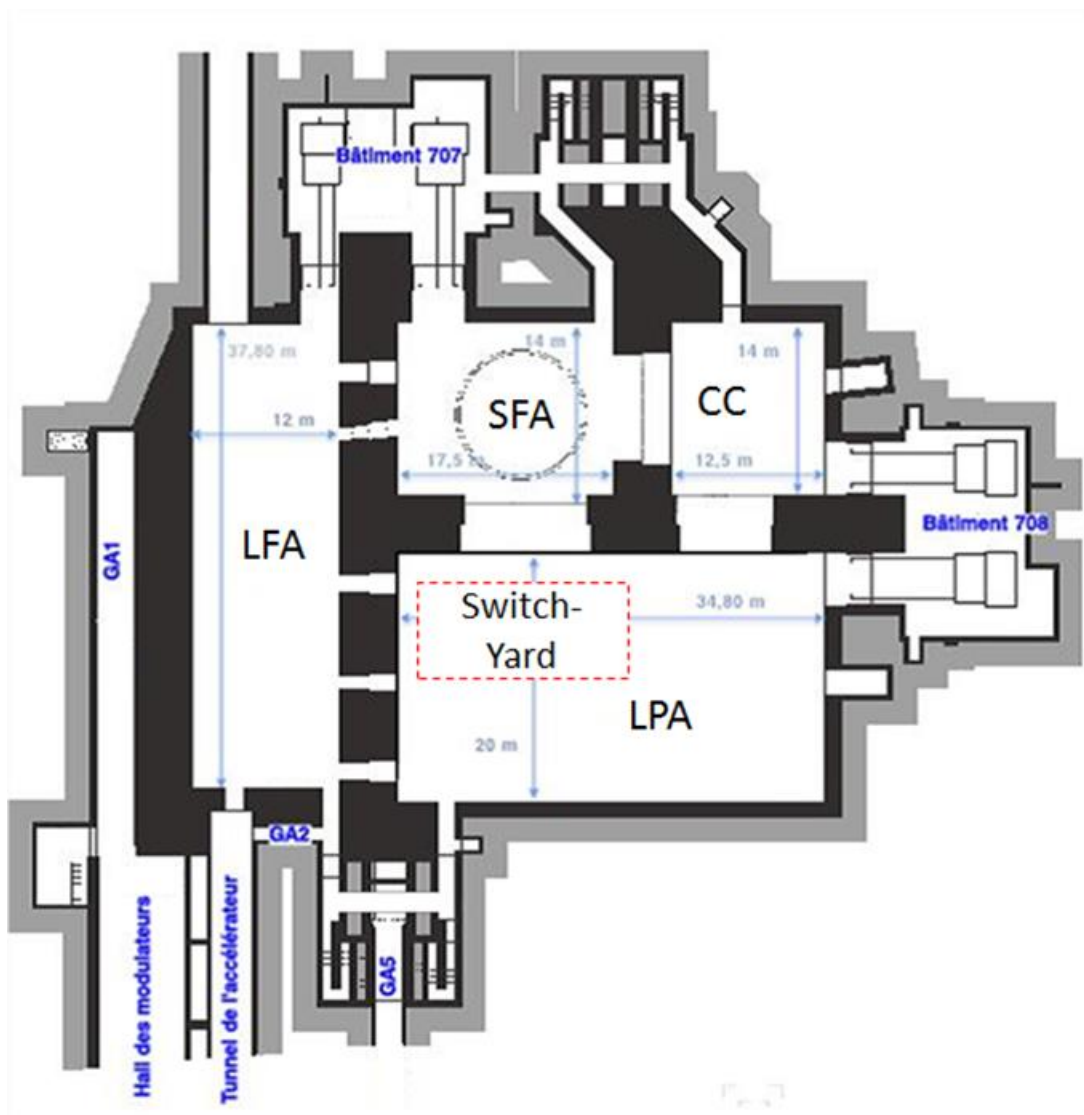 Bâtiment 707
37,80 m
14 m
14 m
12 m
SFA
CC
17,5 m
12,5 m
Bâtiment 708
LFA
GA1
Switch-
Yard
34,80 m
LPA
20 m
GA2
Hall des modulateurs
Tunnel de l'accélérateur
GA5